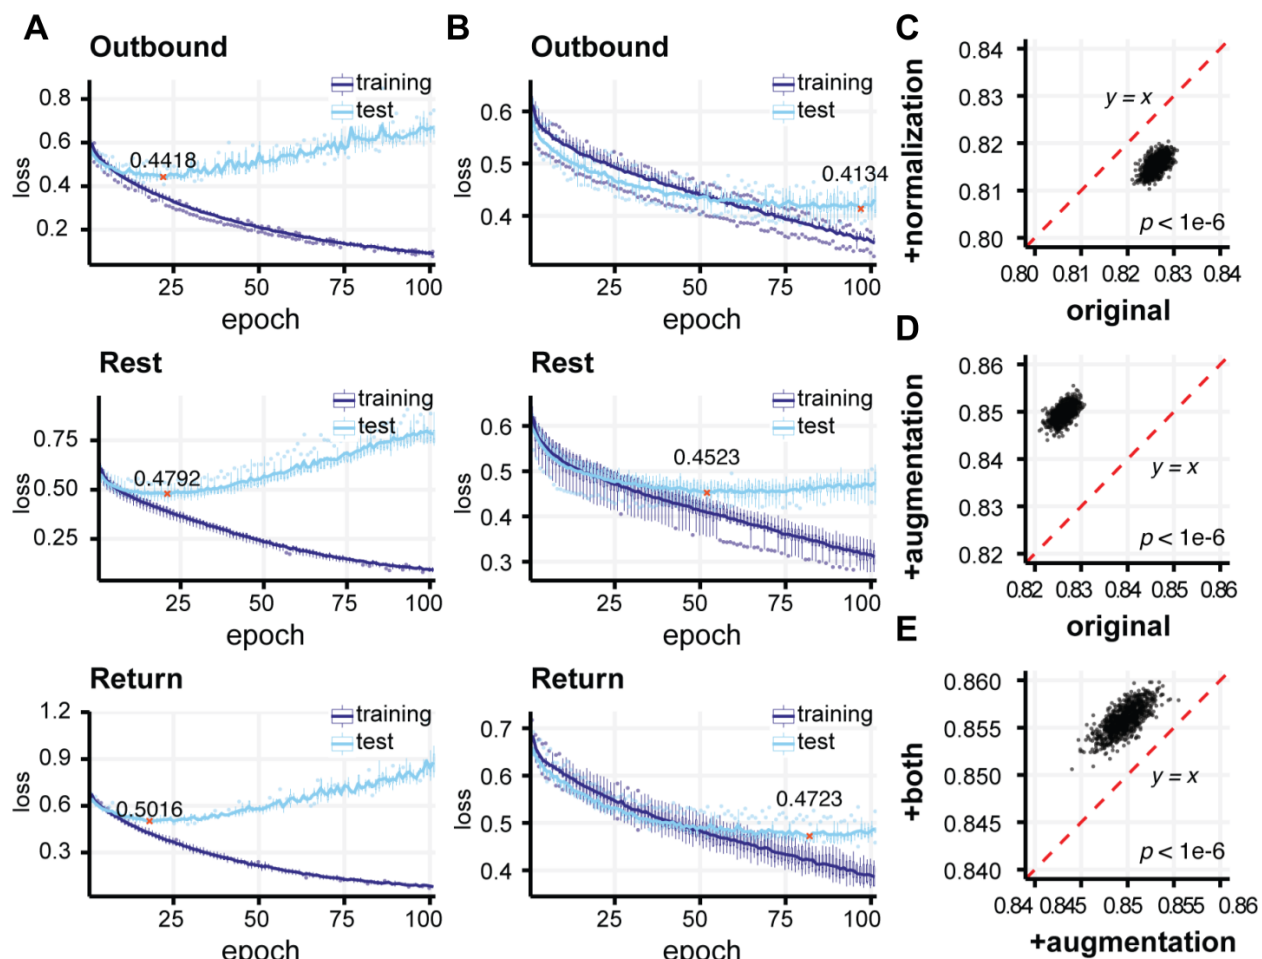 A
Outbound
training
test
0.8
0.6
0.4
0.2
loss
0.4418
25
50
75
100
epoch
Rest
training
test
0.75
0.50
0.25
loss
0.4792
25
50
75
100
epoch
Return
training
test
1.2
0.9
0.6
0.3
loss
0.5016
25
50
75
100
epoch
B
Outbound
training
test
0.6
0.5
0.4
loss
0.4134
25
50
75
100
epoch
Rest
training
test
0.6
0.5
0.4
0.3
loss
0.4523
25
50
75
100
epoch
Return
training
test
0.7
0.6
0.5
0.4
loss
0.4723
25
50
75
100
epoch
C
0.84
0.83
0.82
0.81
0.80
+normalization
y = x
p < 1e-6
0.80 0.81 0.82 0.83 0.84
original
D
0.86
0.85
0.84
0.83
0.82
+augmentation
y = x
p < 1e-6
0.82 0.83 0.84 0.85 0.86
original
E
0.860
0.855
0.850
0.845
0.840
+both
y = x
p < 1e-6
0.84 0.845 0.85 0.855 0.86
+augmentation